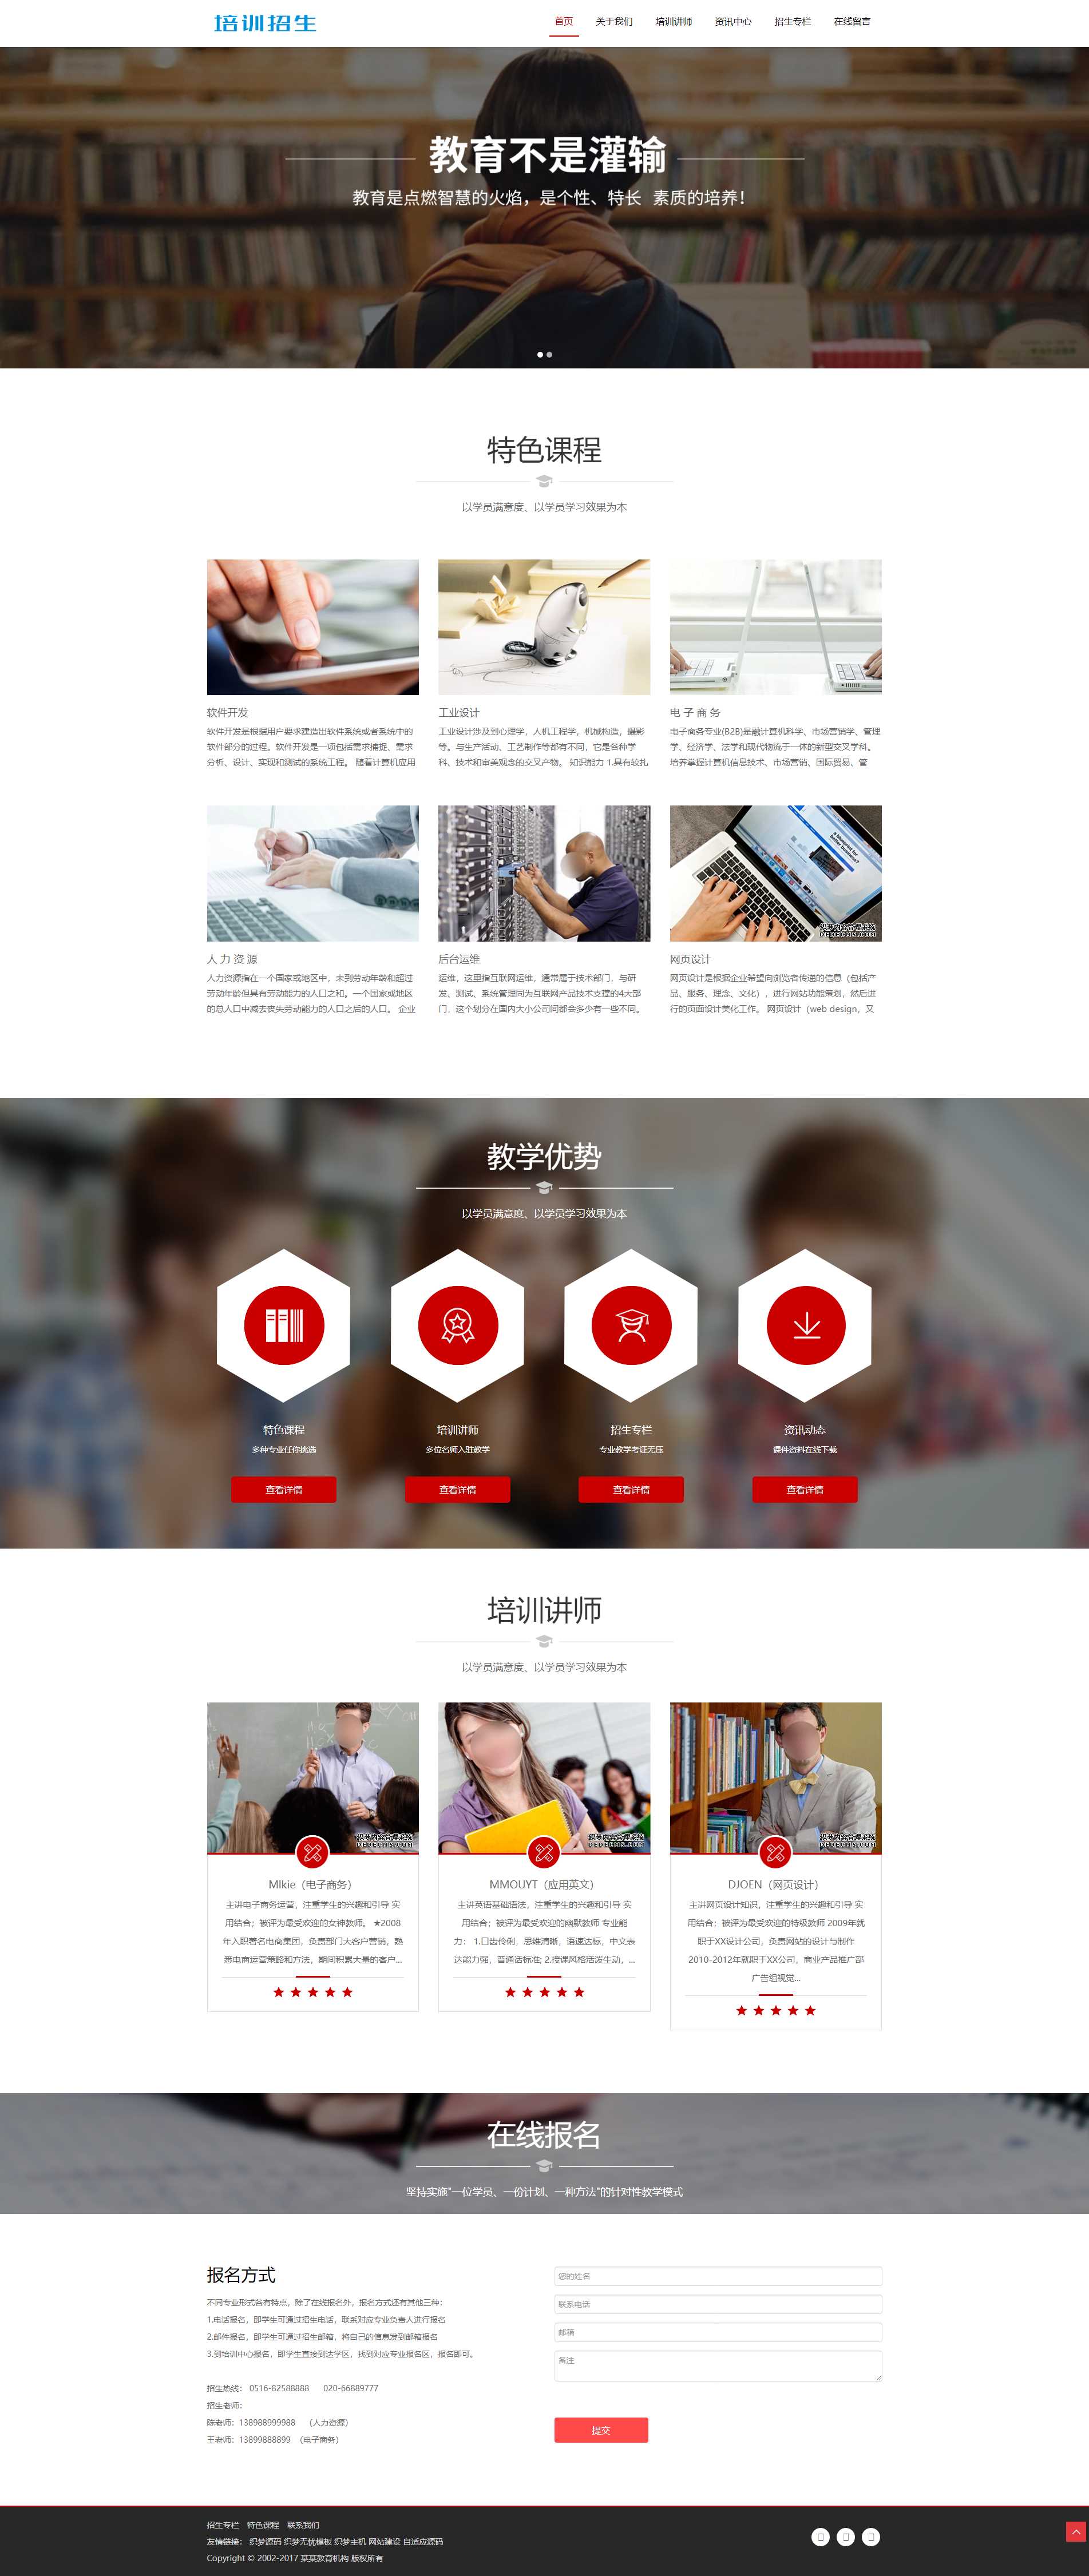 培训招生
首页 关于我们 培训讲师 资讯中心 招生专栏 在线留言
教育不是灌输
教育是点燃智慧的火焰，是个性、特长 素质的培养！
特色课程
以学员满意度、以学员学习效果为本
软件开发
软件开发是根据用户要求建造出软件系统或者系统中的
软件部分的过程。软件开发是一项包括需求捕捉、需求
分析、设计、实现和测试的系统工程。 随着计算机应用
工业设计
工业设计涉及到心理学，人机工程学，机械构造，摄影
等。与生产活动、工艺制作等都有不同，它是各种学
科、技术和审美观念的交叉产物。 知识能力 1.具有较扎
电 子 商 务
电子商务专业(B2B)是融计算机科学、市场营销学、管理
学、经济学、法学和现代物流于一体的新型交叉学科。
培养掌握计算机信息技术、市场营销、国际贸易、管
人 力 资 源
人力资源指在一个国家或地区中，未到劳动年龄和超过
劳动年龄但具有劳动能力的人口之和。一个国家或地区
的总人口中减去丧失劳动能力的人口之后的人口。 企业
后台运维
运维，这里指互联网运维，通常属于技术部门，与研
发、测试、系统管理同为互联网产品技术支撑的4大部
门，这个划分在国内大小公司间都会多少有一些不同。
织梦内容管理系统
DEDECMS.COM
网页设计
网页设计是根据企业希望向浏览者传递的信息（包括产
品、服务、理念、文化），进行网站功能策划，然后进
行的页面设计美化工作。 网页设计（web design，又
教学优势
以学员满意度、以学员学习效果为本
特色课程
多种专业任你挑选
查看详情
培训讲师
多位名师入驻教学
查看详情
招生专栏
专业教学考证无压
查看详情
资讯动态
课件资料在线下载
查看详情
培训讲师
以学员满意度、以学员学习效果为本
织梦内容管理系统
DEDECMS.COM
MIkie（电子商务）
主讲电子商务运营，注重学生的兴趣和引导 实
用结合；被评为最受欢迎的女神教师。 ★2008
年入职著名电商集团，负责部门大客户营销，熟
悉电商运营策略和方法，期间积累大量的客户...
★ ★ ★ ★ ★
织梦内容管理系统
DEDECMS.COM
MMOUYT（应用英文）
主讲英语基础语法，注重学生的兴趣和引导 实
用结合；被评为最受欢迎的幽默教师 专业能
力： 1.口齿伶俐，思维清晰，语速达标，中文表
达能力强，普通话标准; 2.授课风格活泼生动，...
★ ★ ★ ★ ★
织梦内容管理系统
DEDECMS.COM
DJOEN（网页设计）
主讲网页设计知识，注重学生的兴趣和引导 实
用结合；被评为最受欢迎的特级教师 2009年就
职于XX设计公司，负责网站的设计与制作
2010-2012年就职于XX公司，商业产品推广部
广告组视觉...
★ ★ ★ ★ ★
在线报名
坚持实施"一位学员、一份计划、一种方法"的针对性教学模式
报名方式
不同专业形式各有特点，除了在线报名外，报名方式还有其他三种：
1.电话报名，即学生可通过招生电话，联系对应专业负责人进行报名
2.邮件报名，即学生可通过招生邮箱，将自己的信息发到邮箱报名
3.到培训中心报名，即学生直接到达学区，找到对应专业报名区，报名即可。
招生热线： 0516-82588888 020-66889777
招生老师：
陈老师：138988999988 （人力资源）
王老师：13899888899 （电子商务）
您的姓名
联系电话
邮箱
备注
提交
招生专栏 特色课程 联系我们
友情链接： 织梦源码 织梦无忧模板 织梦主机 网站建设 自适应源码
Copyright © 2002-2017 某某教育机构 版权所有